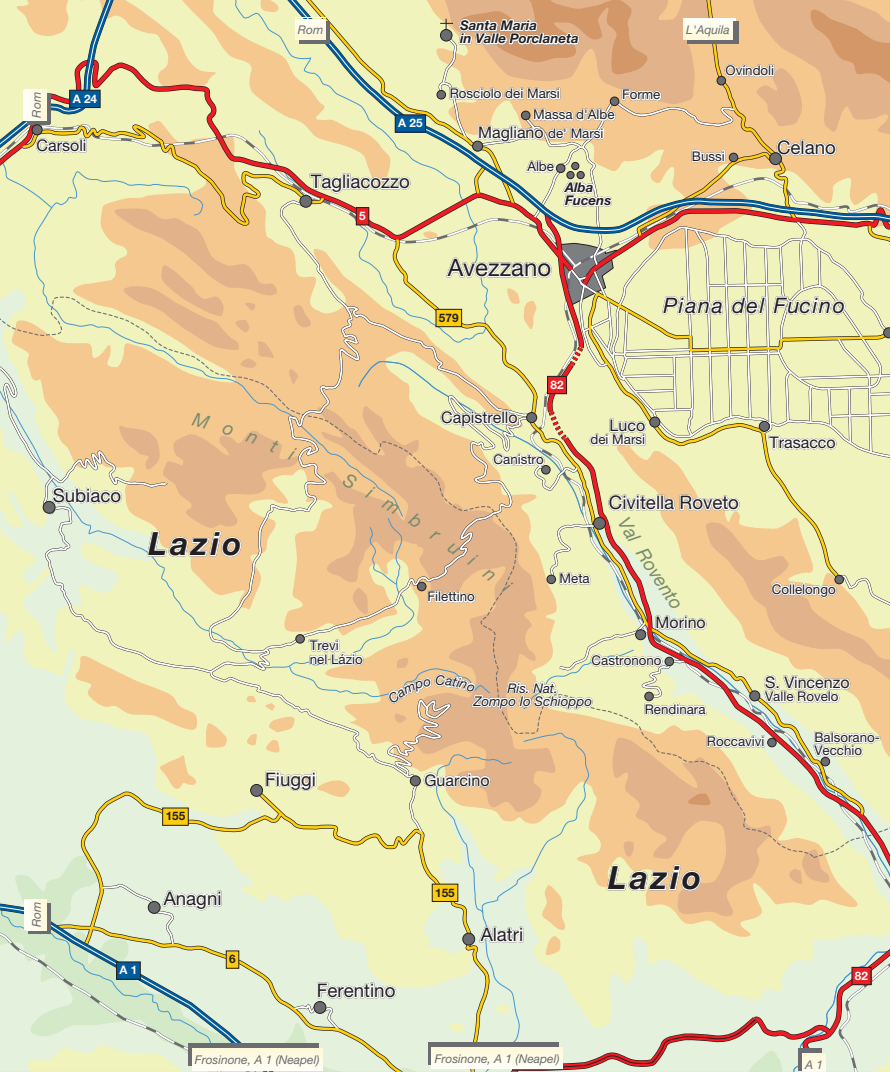 Santa Maria
in Valle Porclaneta
Rom
L'Aquila
Ovindoli
Rom
A 24
Rosciolo dei Marsi
Forme
Massa d'Albe
A 25
Magliano de' Marsi
Carsoli
Celano
Bussi
Albe
Alba
Fucens
Tagliacozzo
5
Avezzano
Piana del Fucino
579
82
Capistrello
Luco
dei Marsi
Trasacco
Monti Simbruini
Canistro
Subiaco
Civitella Roveto
Lazio
Val Rovento
Meta
Filettino
Collelongo
Morino
Trevi
nel Lázio
Castronono
Campo Catino
Ris. Nat.
Zompo lo Schioppo
S. Vincenzo
Valle Rovelo
Rendinara
Roccavivi
Balsorano-
Vecchio
Fiuggi
Guarcino
155
Lazio
155
Anagni
Rom
Alatri
6
A 1
82
Ferentino
Frosinone, A 1 (Neapel)
Frosinone, A 1 (Neapel)
A 1